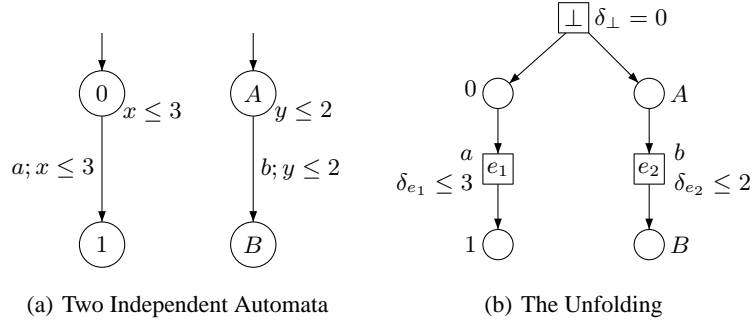 ⊥ δ⊥ = 0
0 A 0 A
x ≤ 3 y ≤ 2
a; x ≤ 3 b; y ≤ 2 a e₁ δₑ₁ ≤ 3 e₂ b δₑ₂ ≤ 2
1 B 1 B
(a) Two Independent Automata (b) The Unfolding